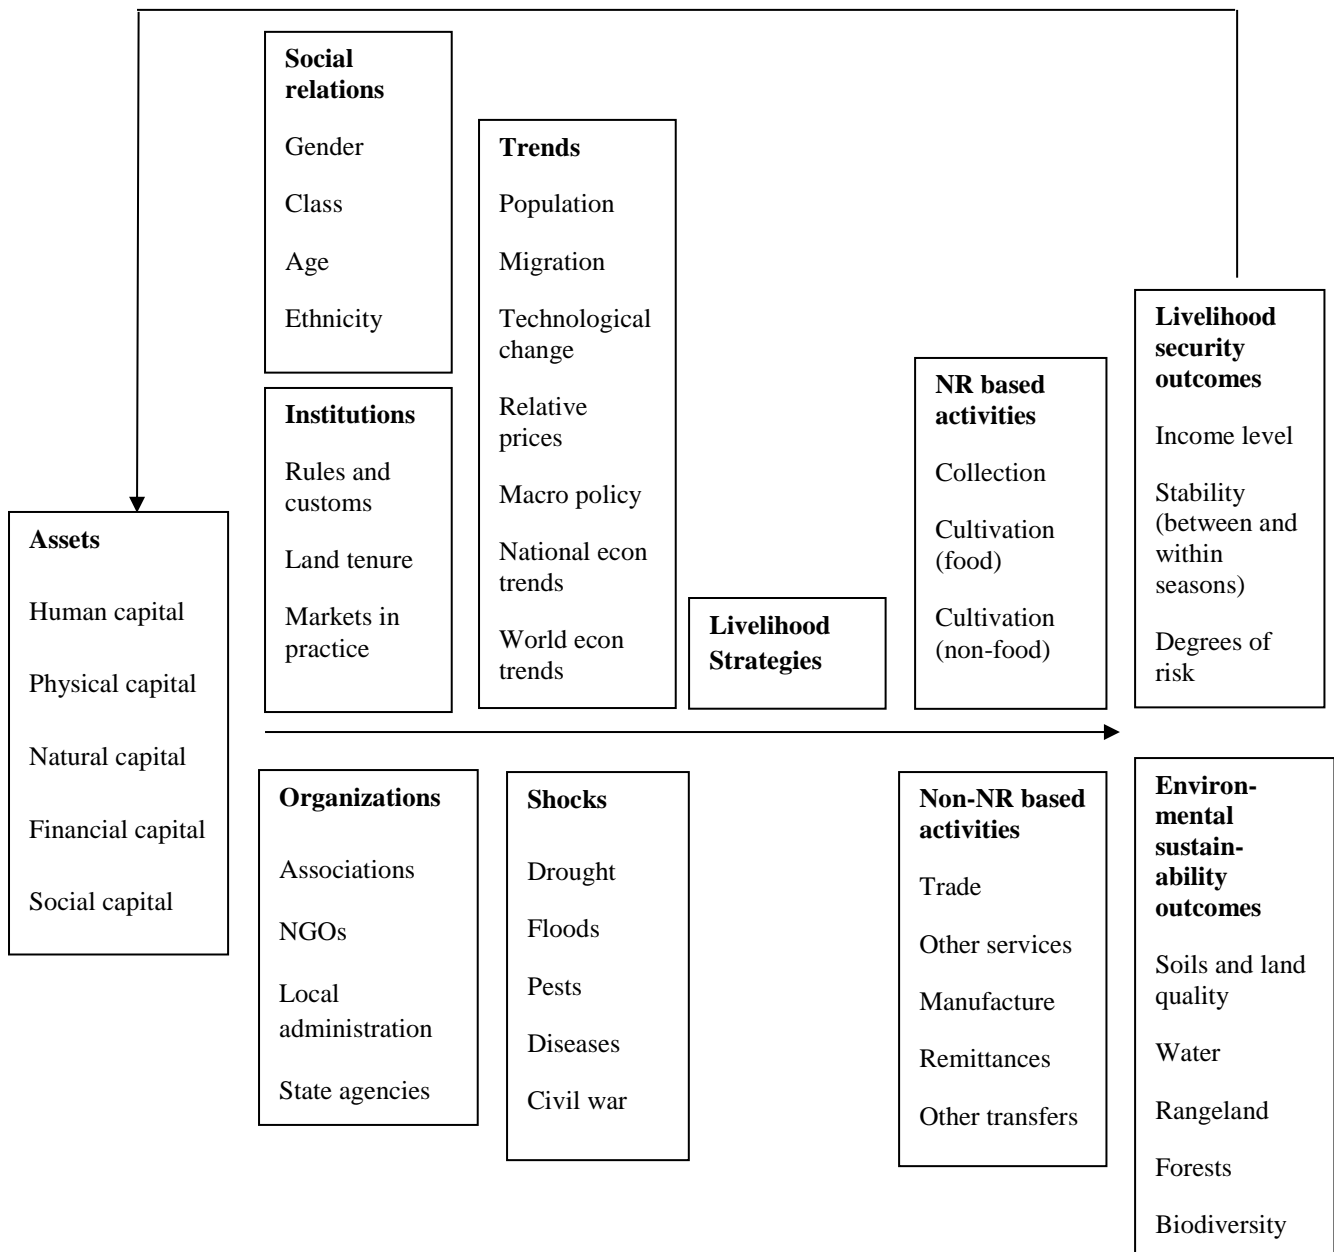 Social
relations
Gender
Class
Age
Ethnicity
Trends
Population
Migration
Technological
change
Relative
prices
Macro policy
National econ
trends
World econ
trends
Institutions
Rules and
customs
Land tenure
Markets in
practice
Assets
Human capital
Physical capital
Natural capital
Financial capital
Social capital
Livelihood
Strategies
NR based
activities
Collection
Cultivation
(food)
Cultivation
(non-food)
Livelihood
security
outcomes
Income level
Stability
(between and
within
seasons)
Degrees of
risk
Organizations
Associations
NGOs
Local
administration
State agencies
Shocks
Drought
Floods
Pests
Diseases
Civil war
Non-NR based
activities
Trade
Other services
Manufacture
Remittances
Other transfers
Environ-
mental
sustain-
ability
outcomes
Soils and land
quality
Water
Rangeland
Forests
Biodiversity